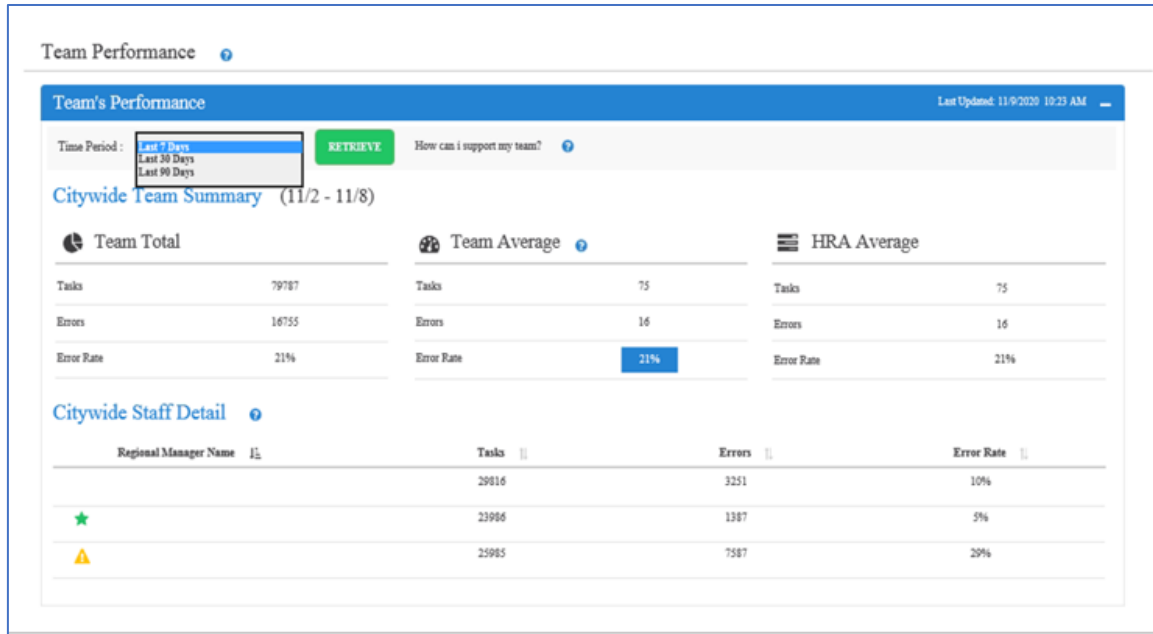 Team Performance
Team's Performance Last Updated: 11/9/2020 10:23 AM
Time Period : Last 7 Days RETRIEVE How can i support my team?
Last 30 Days
Last 90 Days
Citywide Team Summary (11/2 - 11/8)
Team Total Team Average HRA Average
Tasks 79787 Tasks 75 Tasks 75
Errors 16755 Errors 16 Errors 16
Error Rate 21% Error Rate 21% Error Rate 21%
Citywide Staff Detail
Regional Manager Name Tasks Errors Error Rate
29816 3251 10%
23986 1387 5%
25985 7587 29%